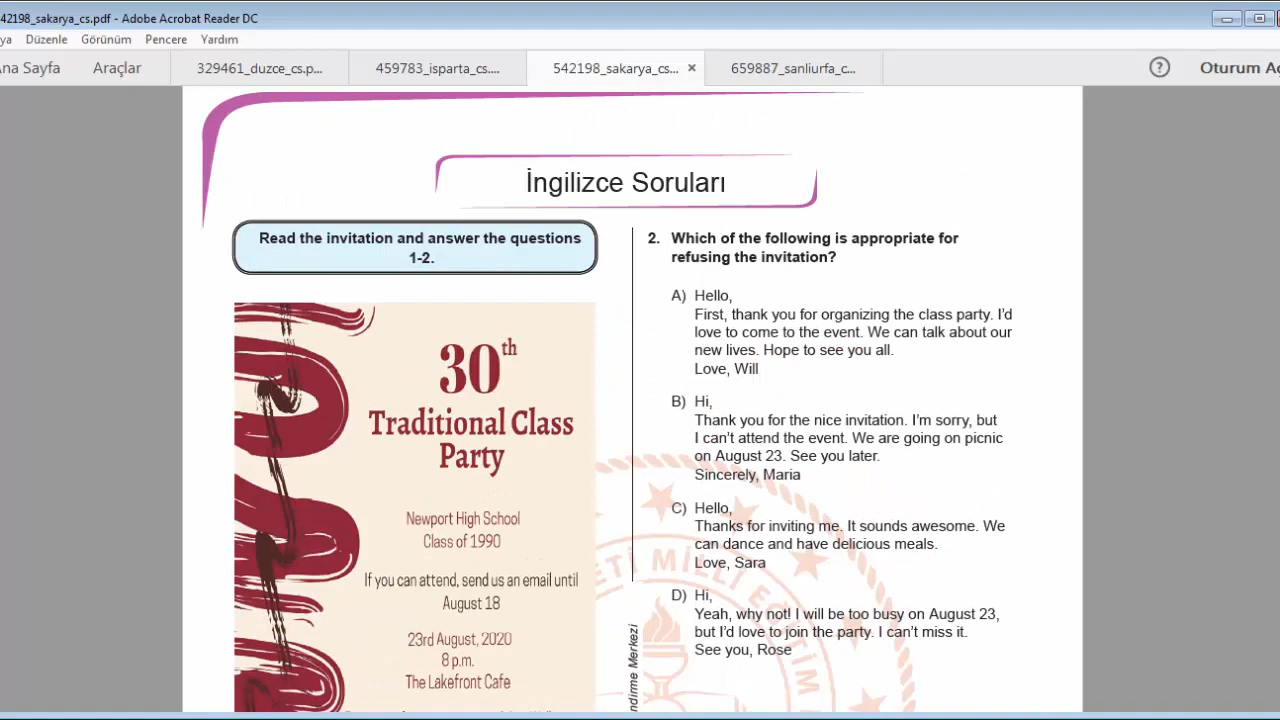 42198_sakarya_cs.pdf - Adobe Acrobat Reader DC
ya Düzenle Görünüm Pencere Yardım
Ana Sayfa Araçlar 329461_duzce_cs.p... 459783_isparta_cs.... 542198_sakarya_cs... × 659887_sanliurfa_c... ? Oturum Aç
İngilizce Soruları
Read the invitation and answer the questions
1-2.
30th
Traditional Class
Party
Newport High School
Class of 1990
If you can attend, send us an email until
August 18
23rd August, 2020
8 p.m.
The Lakefront Cafe
2. Which of the following is appropriate for
refusing the invitation?
A) Hello,
First, thank you for organizing the class party. I'd
love to come to the event. We can talk about our
new lives. Hope to see you all.
Love, Will
B) Hi,
Thank you for the nice invitation. I'm sorry, but
I can't attend the event. We are going on picnic
on August 23. See you later.
Sincerely, Maria
C) Hello,
Thanks for inviting me. It sounds awesome. We
can dance and have delicious meals.
Love, Sara
D) Hi,
Yeah, why not! I will be too busy on August 23,
but I'd love to join the party. I can't miss it.
See you, Rose
ndirme Merkezi
ETİ MİLLİ EĞİTİM